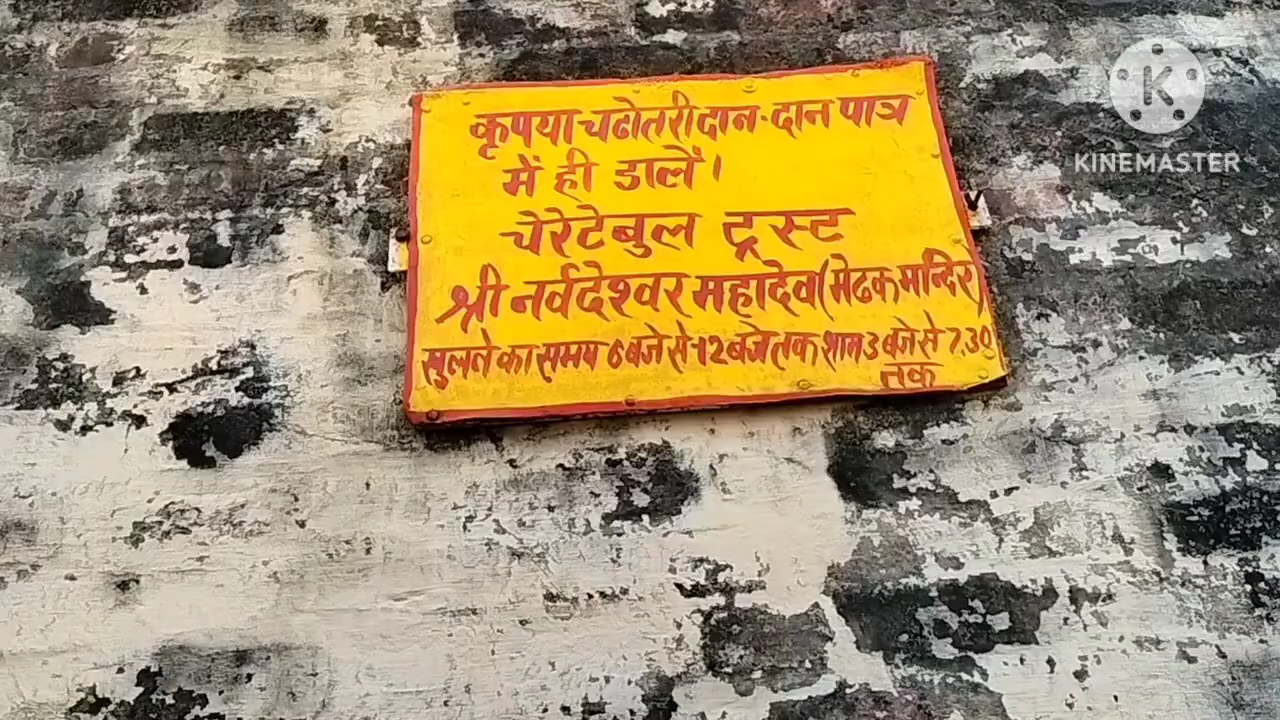 कृपया चढोतरी दान-दान पात्र
में ही डालें।
चेरेटेबुल ट्रस्ट
श्री नर्वदेश्वर महादेव (मेढक मन्दिर)
खुलने का समय 6 बजे से 12 बजे तक शाम 3 बजे से 7.30
तक
KINEMASTER